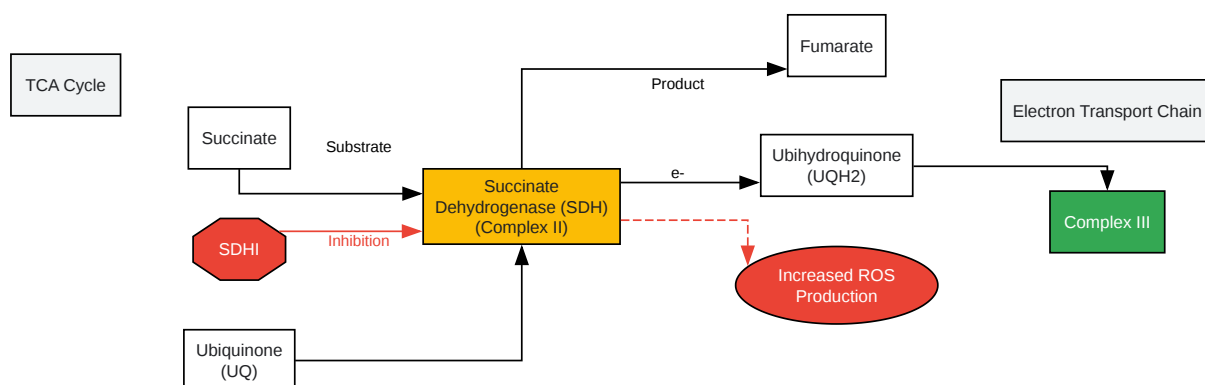 Fumarate
TCA Cycle
Product
Electron Transport Chain
Succinate
Substrate
Ubihydroquinone
(UQH2)
e-
Succinate
Dehydrogenase (SDH)
(Complex II)
Complex III
SDHI
Inhibition
Increased ROS
Production
Ubiquinone
(UQ)